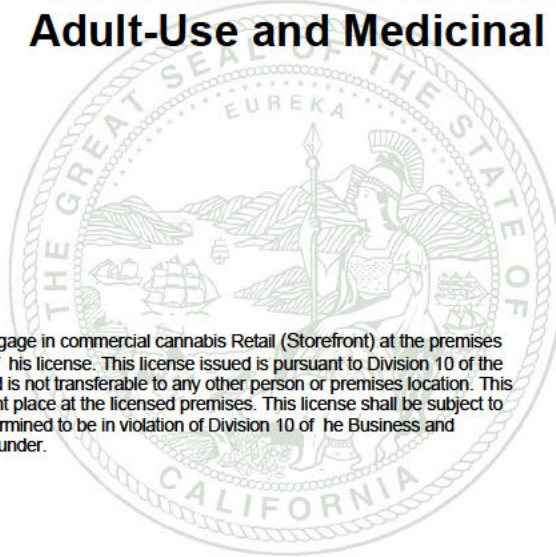 Adult-Use and Medicinal
THE GREAT SEAL OF THE STATE OF
EUREKA
gage in commercial cannabis Retail (Storefront) at the premises
his license. This license issued is pursuant to Division 10 of the
d is not transferable to any other person or premises location. This
nt place at the licensed premises. This license shall be subject to
ermined to be in violation of Division 10 of he Business and
under.
CALIFORNIA